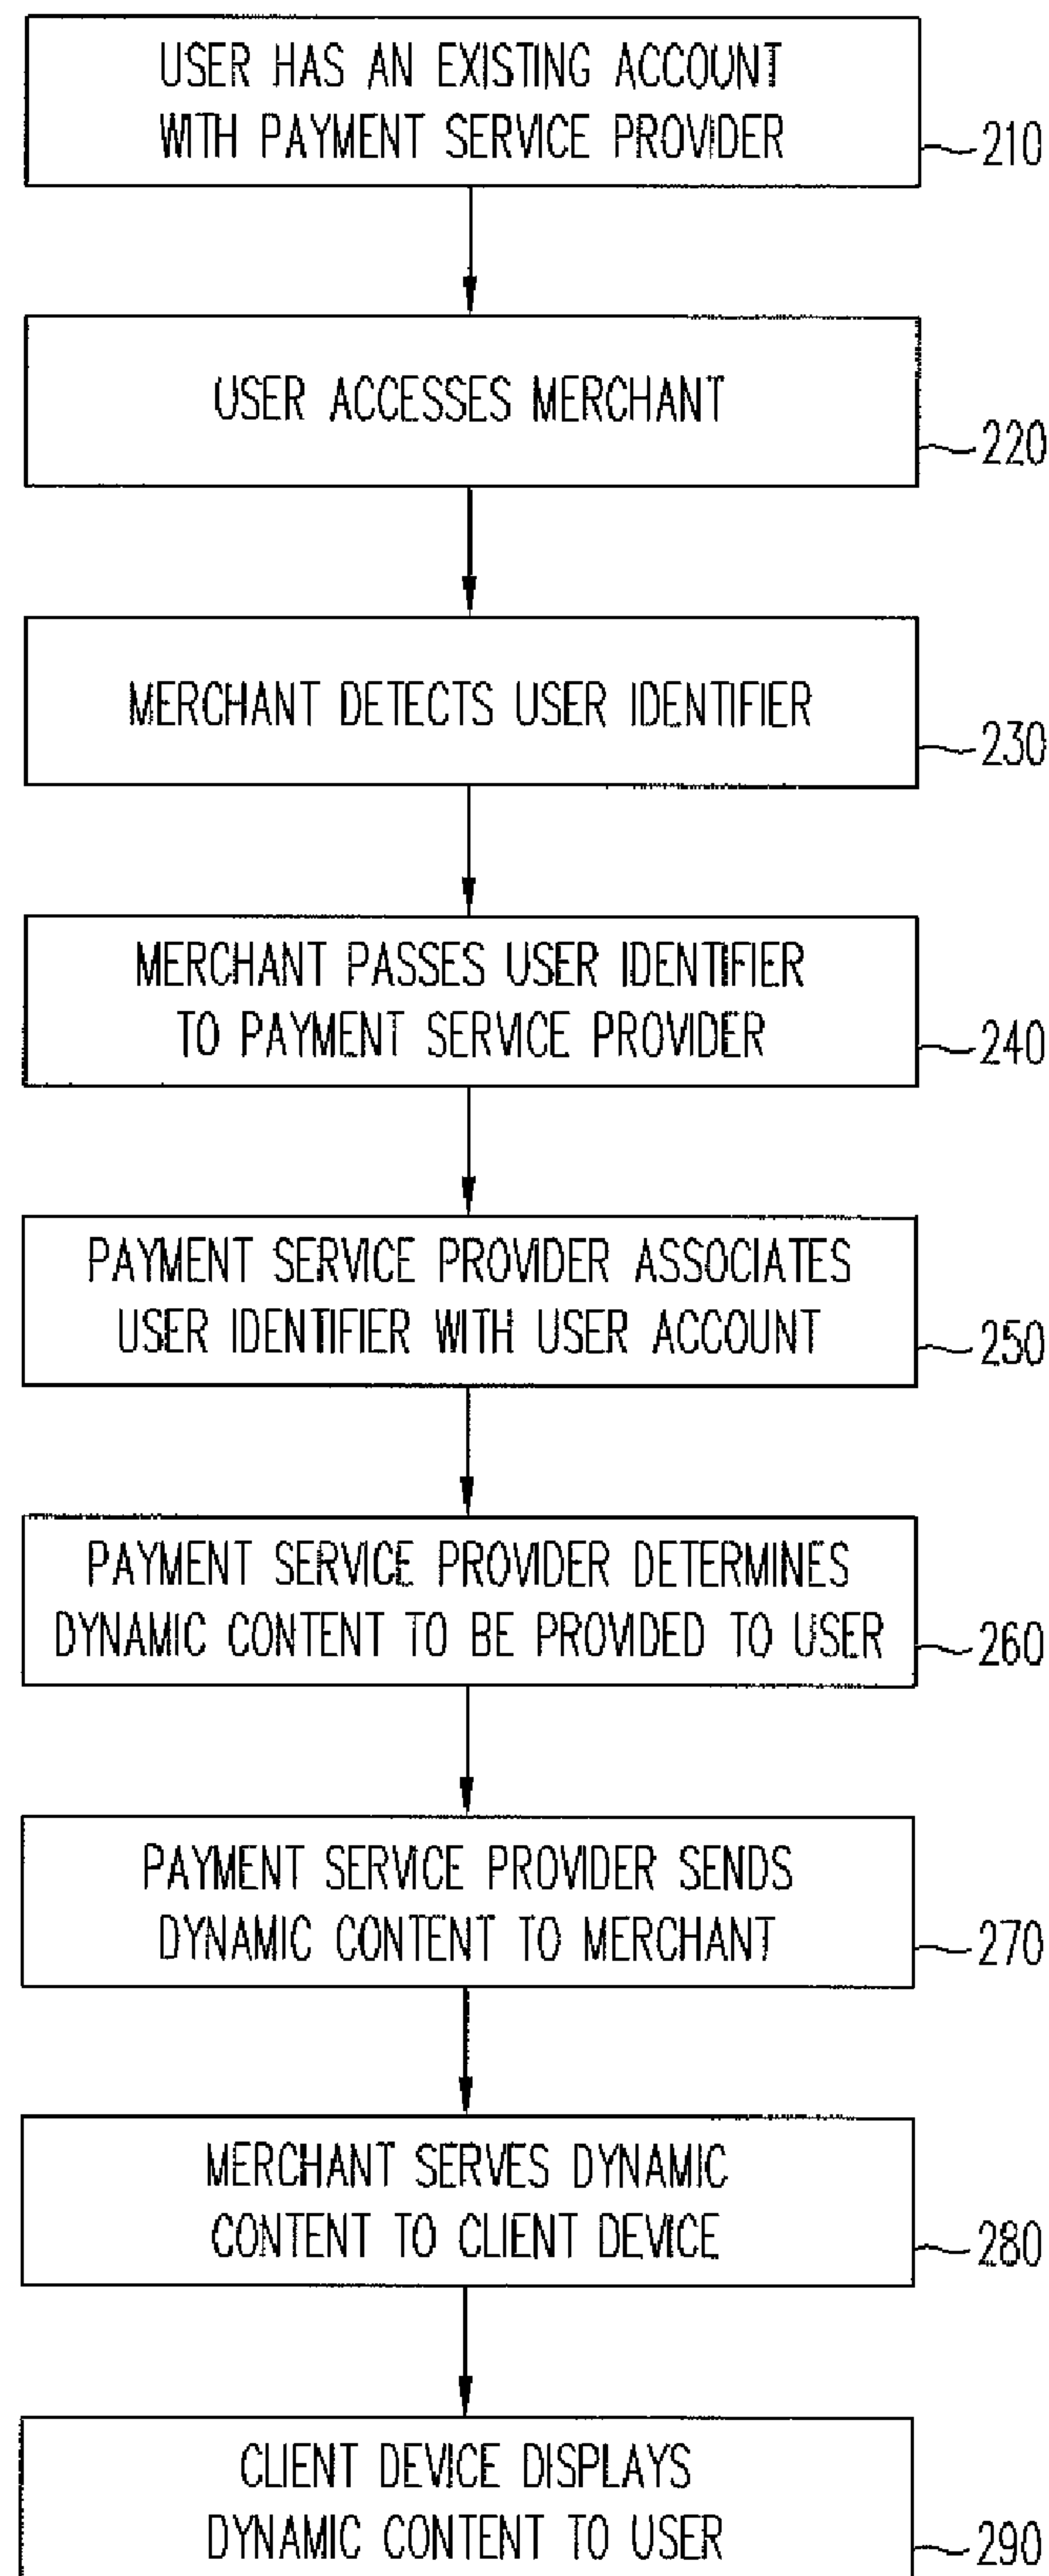 USER HAS AN EXISTING ACCOUNT
WITH PAYMENT SERVICE PROVIDER
210
USER ACCESSES MERCHANT
220
MERCHANT DETECTS USER IDENTIFIER
230
MERCHANT PASSES USER IDENTIFIER
TO PAYMENT SERVICE PROVIDER
240
PAYMENT SERVICE PROVIDER ASSOCIATES
USER IDENTIFIER WITH USER ACCOUNT
250
PAYMENT SERVICE PROVIDER DETERMINES
DYNAMIC CONTENT TO BE PROVIDED TO USER
260
PAYMENT SERVICE PROVIDER SENDS
DYNAMIC CONTENT TO MERCHANT
270
MERCHANT SERVES DYNAMIC
CONTENT TO CLIENT DEVICE
280
CLIENT DEVICE DISPLAYS
DYNAMIC CONTENT TO USER
290